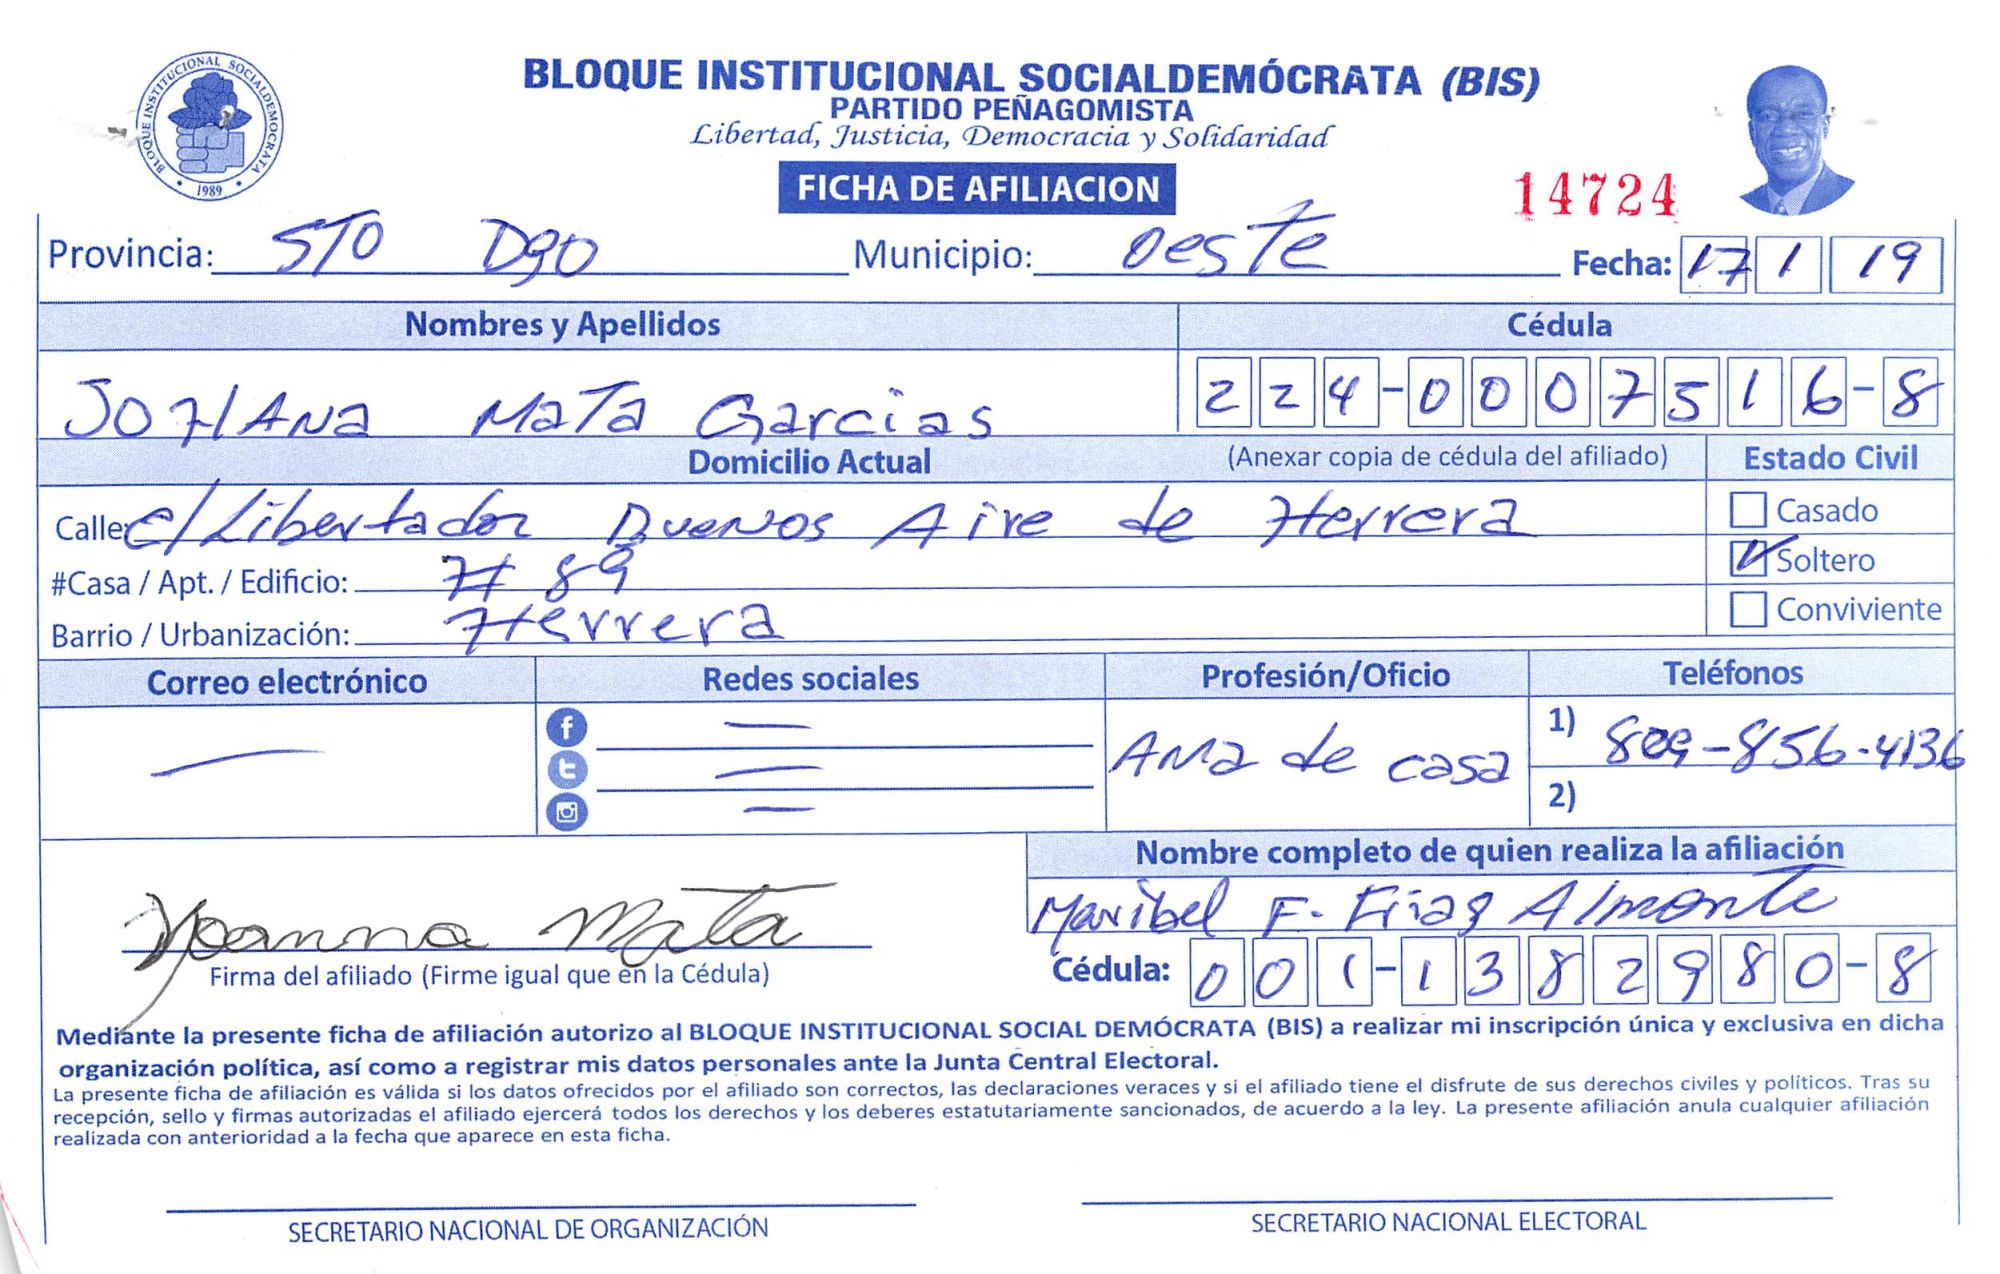 BLOQUE INSTITUCIONAL SOCIALDEMOCRATA
1989
BLOQUE INSTITUCIONAL SOCIALDEMÓCRATA (BIS)
PARTIDO PEÑAGOMISTA
Libertad, Justicia, Democracia y Solidaridad
FICHA DE AFILIACION
14724
Provincia: STO DgO Municipio: oeste Fecha: 17 1 19
Nombres y Apellidos Cédula
JOHANA MATA Garcias 224-0007516-8
Domicilio Actual (Anexar copia de cédula del afiliado) Estado Civil
Calle: c/ Libertador Buenos Aire de Herrera Casado
#Casa / Apt. / Edificio: # 89 Soltero
Barrio / Urbanización: Herrera Conviviente
Correo electrónico Redes sociales Profesión/Oficio Teléfonos
— — AMa de casa 1) 809-856-4136
—
— 2)
Nombre completo de quien realiza la afiliación
Maribel F. Frias Almonte
Yoanna Mata
Firma del afiliado (Firme igual que en la Cédula) Cédula: 001-1382980-8
Mediante la presente ficha de afiliación autorizo al BLOQUE INSTITUCIONAL SOCIAL DEMÓCRATA (BIS) a realizar mi inscripción única y exclusiva en dicha
organización política, así como a registrar mis datos personales ante la Junta Central Electoral.
La presente ficha de afiliación es válida si los datos ofrecidos por el afiliado son correctos, las declaraciones veraces y si el afiliado tiene el disfrute de sus derechos civiles y políticos. Tras su
recepción, sello y firmas autorizadas el afiliado ejercerá todos los derechos y los deberes estatutariamente sancionados, de acuerdo a la ley. La presente afiliación anula cualquier afiliación
realizada con anterioridad a la fecha que aparece en esta ficha.
SECRETARIO NACIONAL DE ORGANIZACIÓN SECRETARIO NACIONAL ELECTORAL